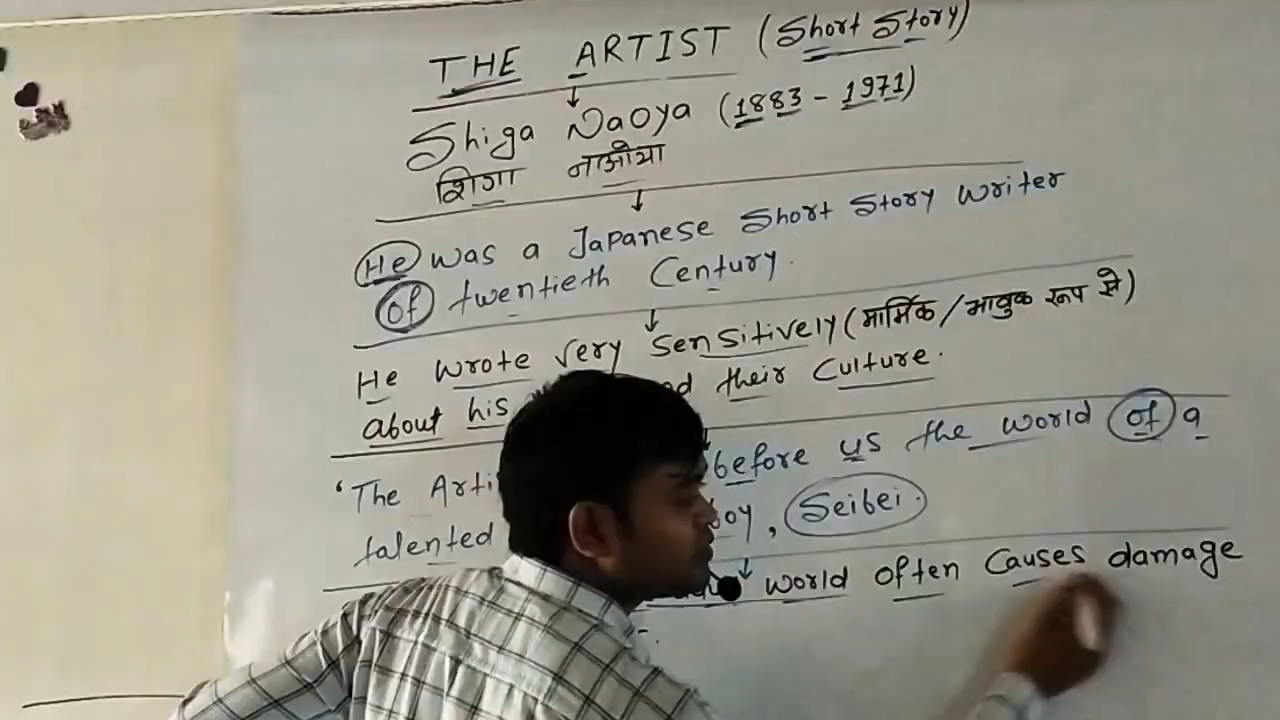 THE ARTIST (Short Story)
Shiga Naoya (1883 - 1971)
शिगा नाओया
He was a Japanese Short Story writer
of twentieth Century.
He wrote very sensitively (मार्मिक / भावुक रूप से)
about his their Culture.
'The before us the world of a
talented boy, Seibei.
world often causes damage